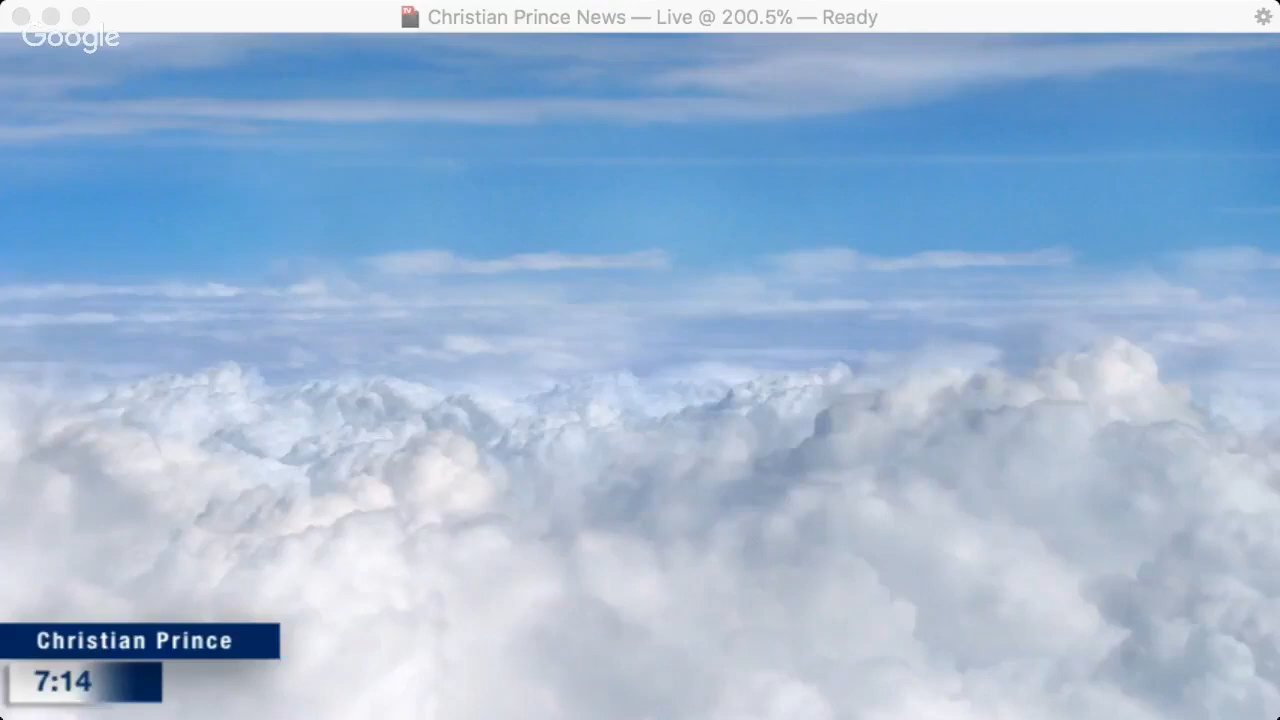 Christian Prince News — Live @ 200.5% — Ready
Google
Christian Prince
7:14